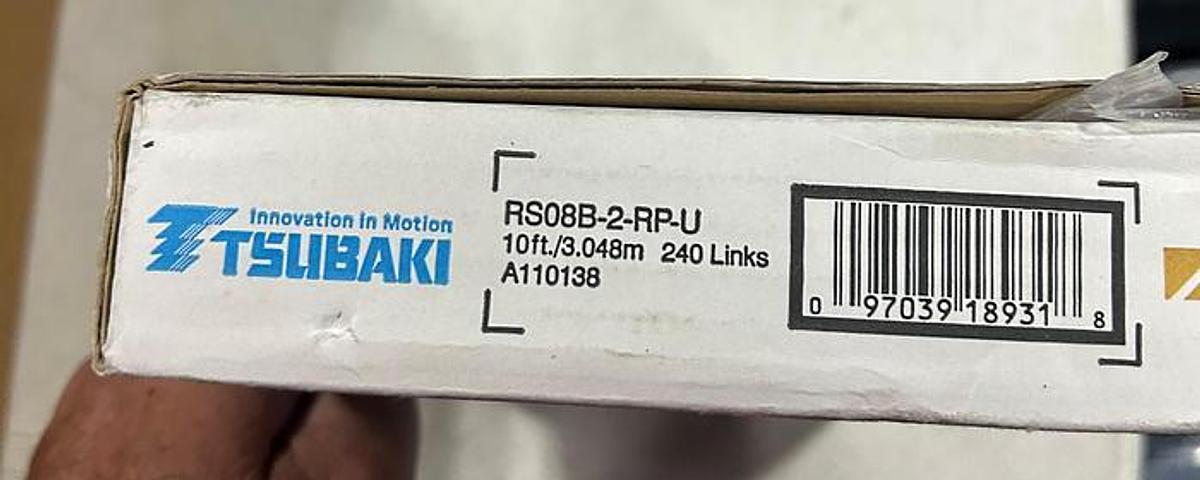 Innovation in Motion
TSUBAKI
RS08B-2-RP-U
10ft./3.048m 240 Links
A110138
0 97039 18931 8